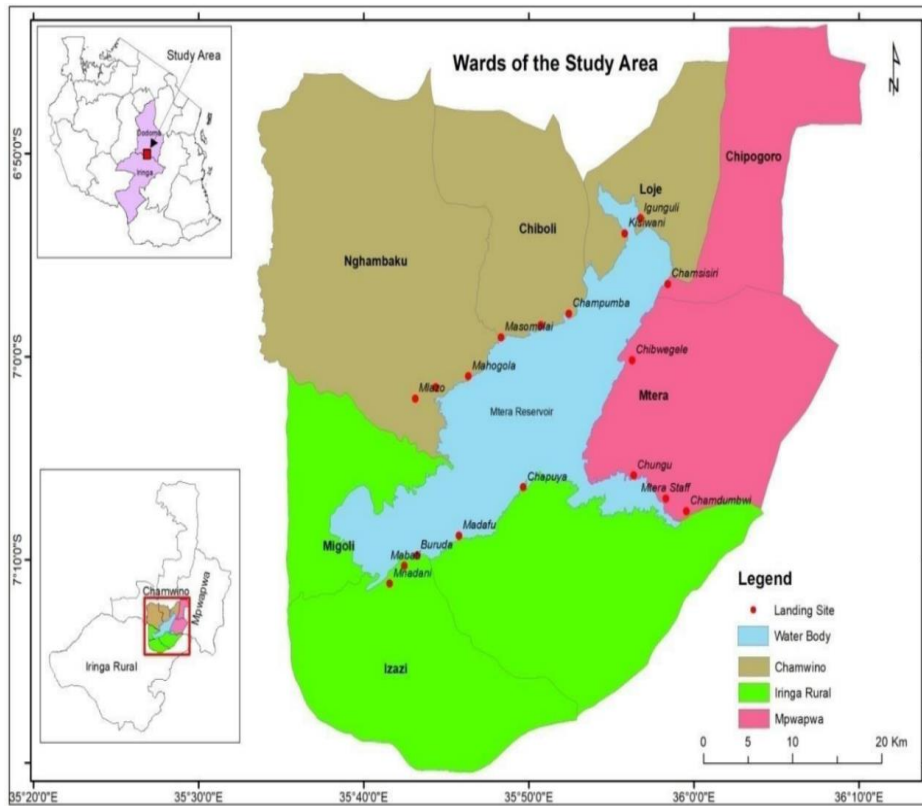 Wards of the Study Area
Study Area
Dodoma
Iringa
N
6°50'0"S
7°0'0"S
7°10'0"S
Chipogoro
Loje
Igunguli
Kisiwani
Chiboli
Nghambaku
Chamsisiri
Champumba
Masomolai
Chibwegele
Mahogola
Mlazo
Mtera
Mtera Reservoir
Chungu
Chapuya
Mtera Staff
Chamdumbwi
Madafu
Migoli
Buruda
Mabati
Mnadani
Izazi
Chamwino
Mpwapwa
Iringa Rural
Legend
Landing Site
Water Body
Chamwino
Iringa Rural
Mpwapwa
0 5 10 20 Km
35°20'0"E 35°30'0"E 35°40'0"E 35°50'0"E 36°0'0"E 36°10'0"E